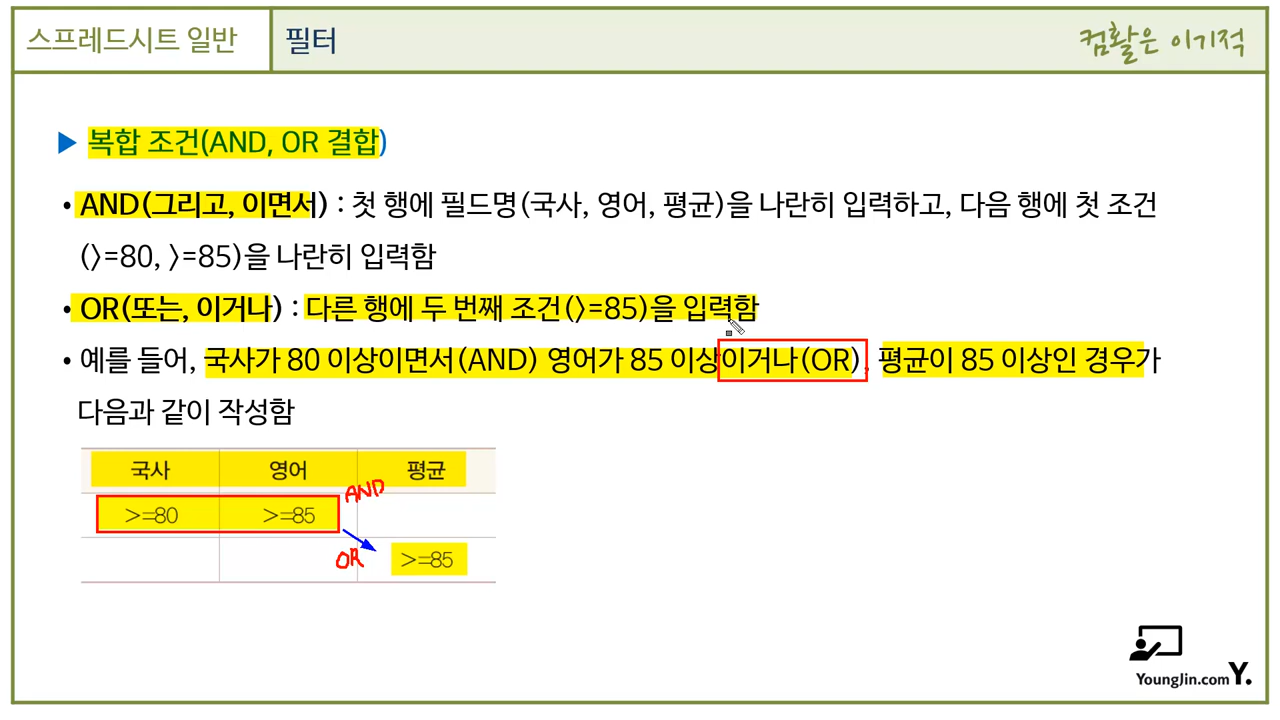 스프레드시트 일반
필터
컴활은 이기적
▶ 복합 조건(AND, OR 결합)
• AND(그리고, 이면서) : 첫 행에 필드명(국사, 영어, 평균)을 나란히 입력하고, 다음 행에 첫 조건
(>=80, >=85)을 나란히 입력함
• OR(또는, 이거나) : 다른 행에 두 번째 조건(>=85)을 입력함
• 예를 들어, 국사가 80 이상이면서(AND) 영어가 85 이상이거나(OR), 평균이 85 이상인 경우가
다음과 같이 작성함
국사 영어 평균
AND
>=80 >=85
OR
>=85
YoungJin.com Y.